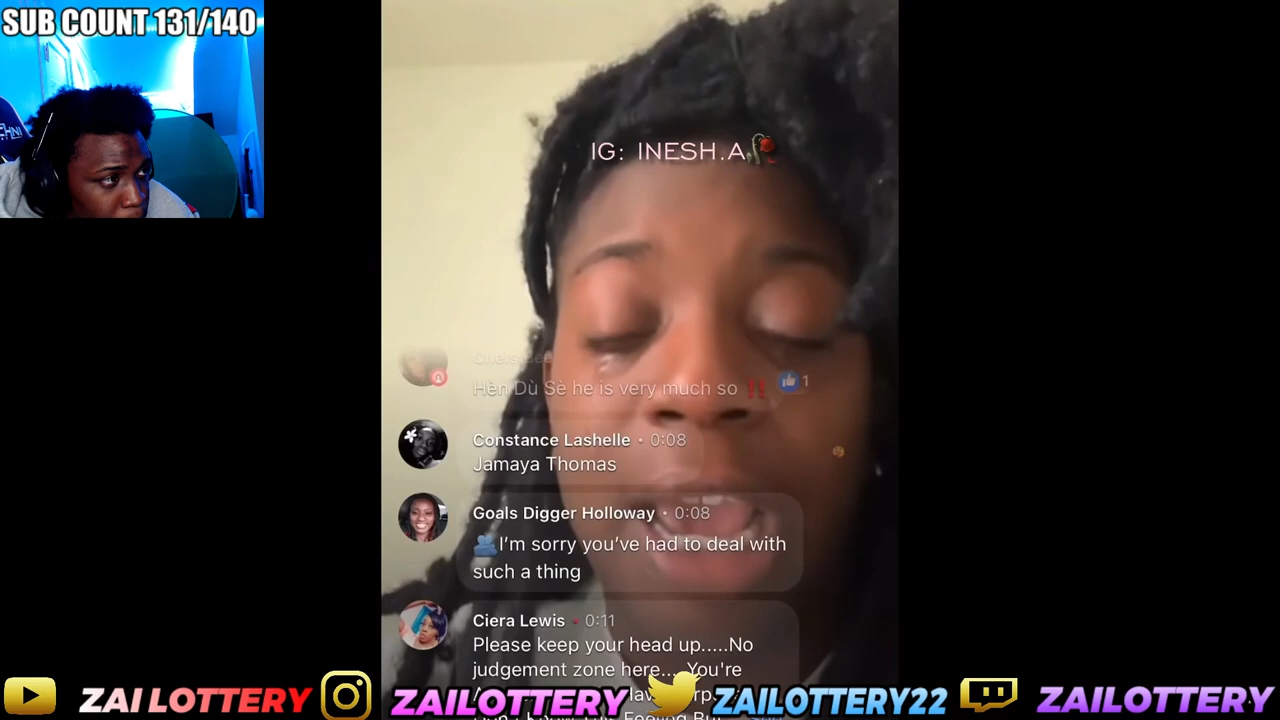 SUB COUNT 131/140
IG: INESH.A
Hèn Dù Sè he is very much so ‼️ 👍 1
Constance Lashelle • 0:08
Jamaya Thomas
Goals Digger Holloway • 0:08
🫂I’m sorry you’ve had to deal with
such a thing
Ciera Lewis • 0:11
Please keep your head up.....No
judgement zone here... You're
ZAI LOTTERY
ZAILOTTERY
ZAILOTTERY22
ZAILOTTERY